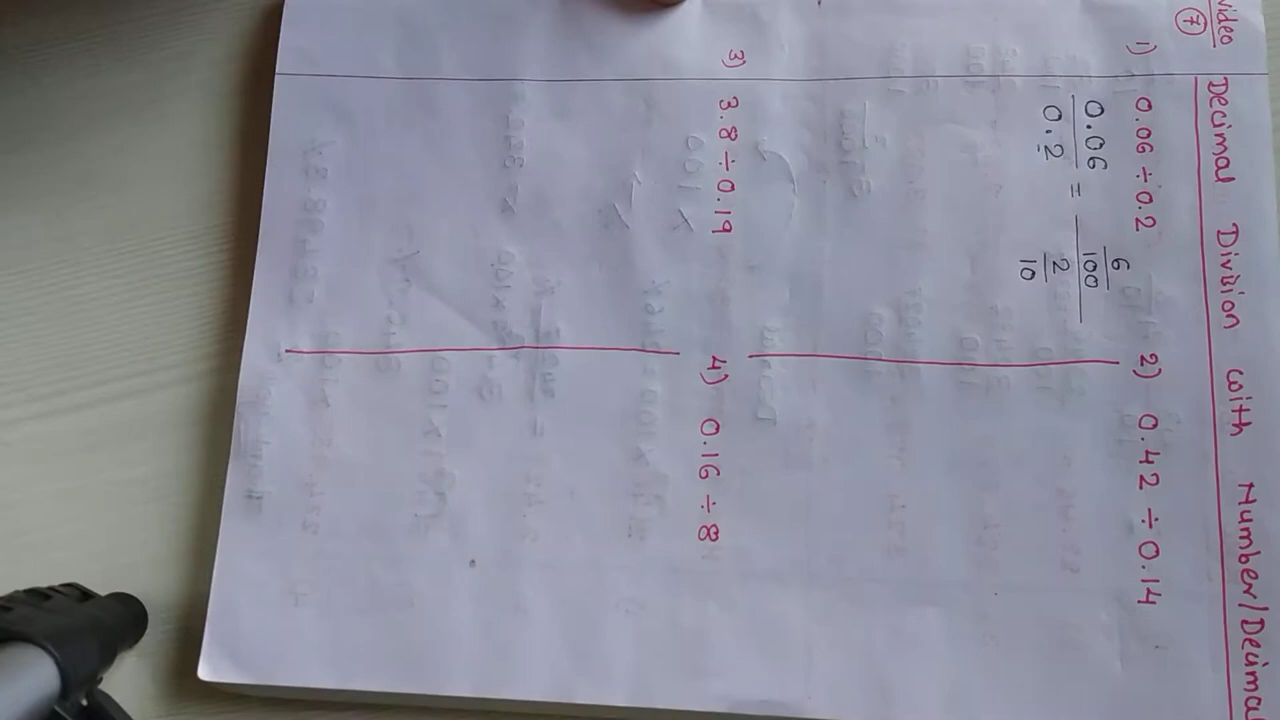 video Decimal Division with Number/Decimal
7
1) 0.06 ÷ 0.2
0.06/0.2 = 6/100 / 2/10
2) 0.42 ÷ 0.14
3) 3.8 ÷ 0.19
4) 0.16 ÷ 8